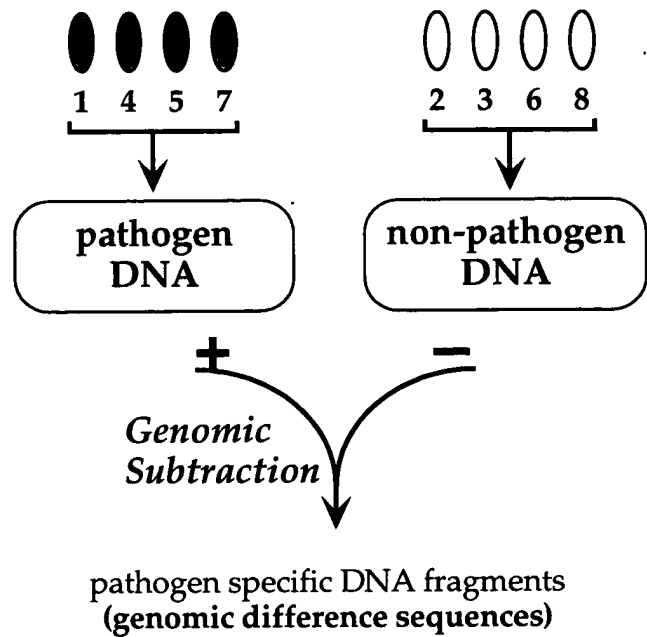 1 4 5 7
2 3 6 8
pathogen
DNA
non-pathogen
DNA
+
−
Genomic
Subtraction
pathogen specific DNA fragments
(genomic difference sequences)